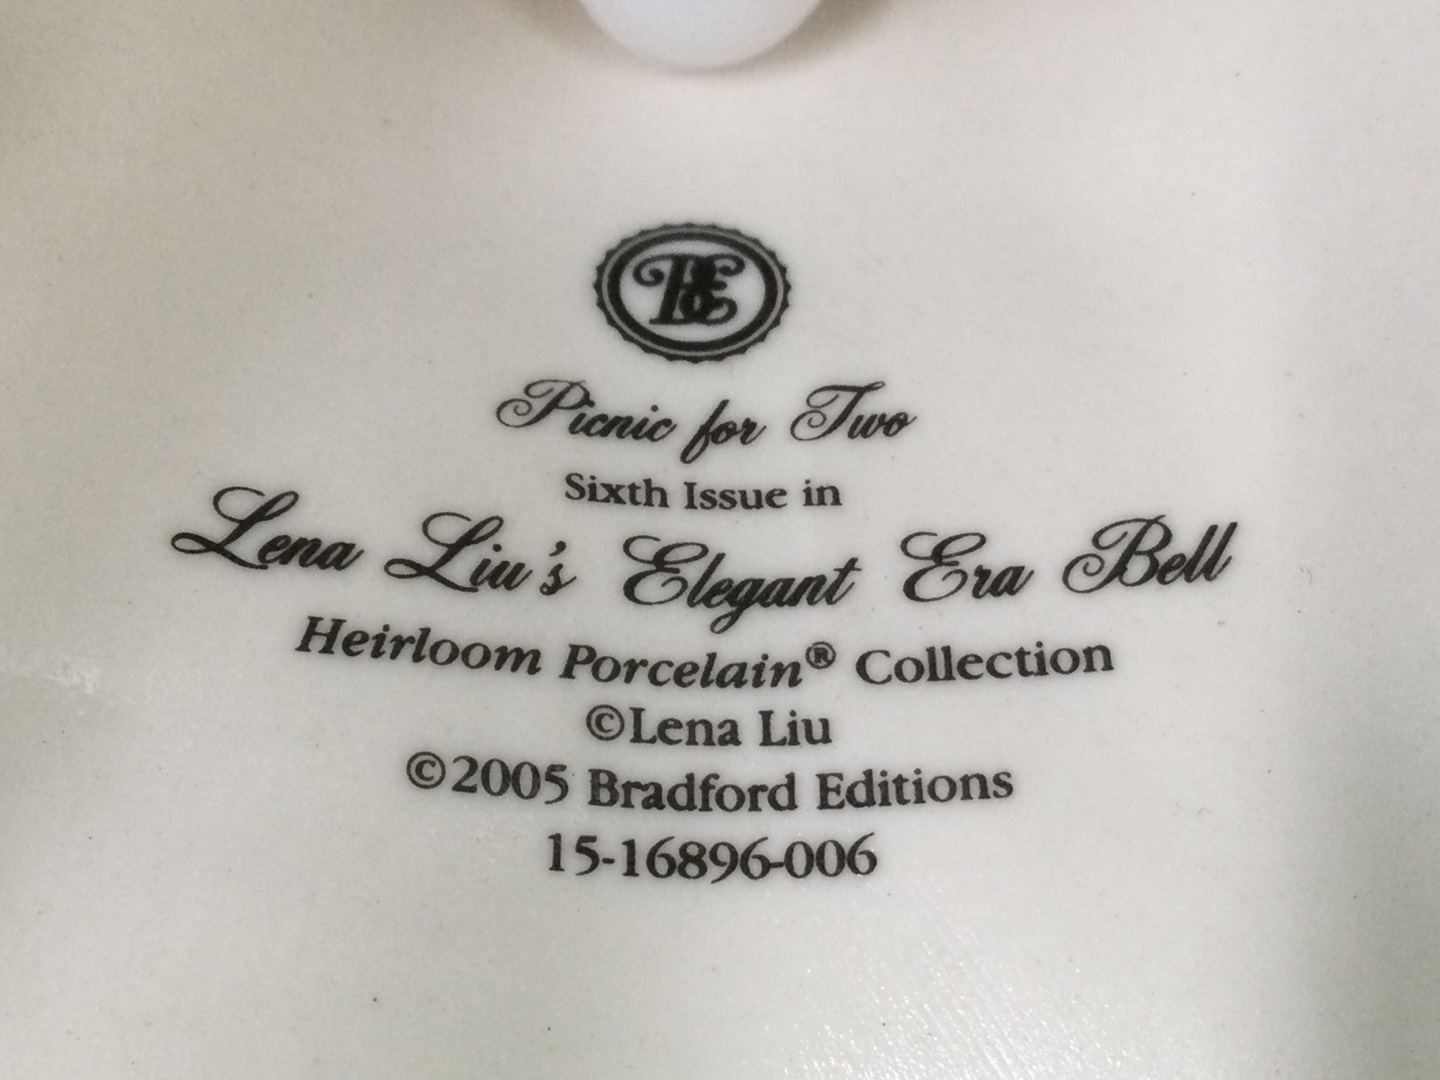 BE
Picnic for Two
Sixth Issue in
Lena Liu's Elegant Era Bell
Heirloom Porcelain® Collection
©Lena Liu
©2005 Bradford Editions
15-16896-006